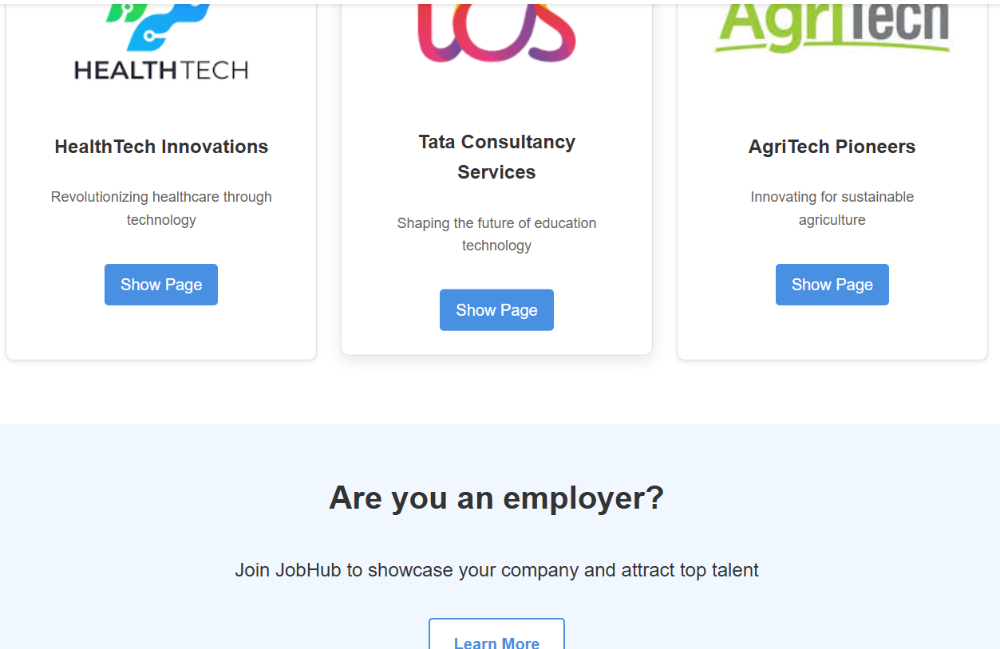 HEALTHTECH
tcs
AgriTech
HealthTech Innovations
Revolutionizing healthcare through
technology
Show Page
Tata Consultancy
Services
Shaping the future of education
technology
Show Page
AgriTech Pioneers
Innovating for sustainable
agriculture
Show Page
Are you an employer?
Join JobHub to showcase your company and attract top talent
Learn More